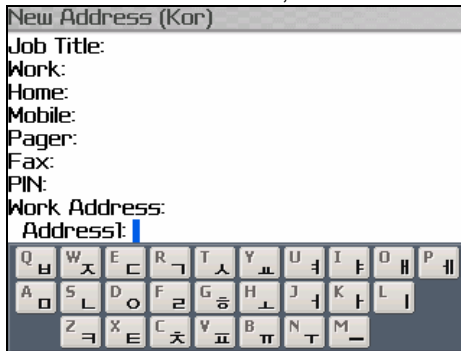 New Address (Kor)
Job Title:
Work:
Home:
Mobile:
Pager:
Fax:
PIN:
Work Address:
Address1:
Q ㅂ W ㅈ E ㄷ R ㄱ T ㅅ Y ㅛ U ㅕ I ㅑ O ㅐ P ㅔ
A ㅁ S ㄴ D ㅇ F ㄹ G ㅎ H ㅗ J ㅓ K ㅏ L ㅣ
Z ㅋ X ㅌ C ㅊ V ㅍ B ㅠ N ㅜ M ㅡ